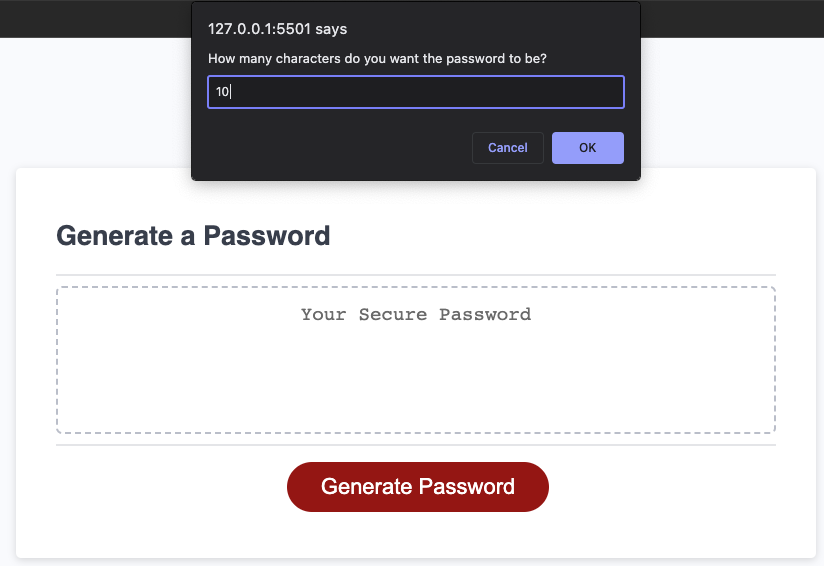 127.0.0.1:5501 says
How many characters do you want the password to be?
10
Cancel OK
Generate a Password
Your Secure Password
Generate Password